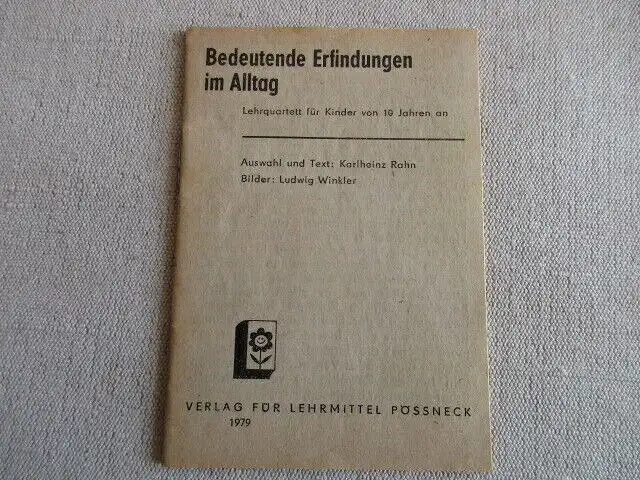 Bedeutende Erfindungen
im Alltag
Lehrquartett für Kinder von 10 Jahren an
Auswahl und Text: Karlheinz Rahn
Bilder: Ludwig Winkler
VERLAG FÜR LEHRMITTEL PÖSSNECK
1979